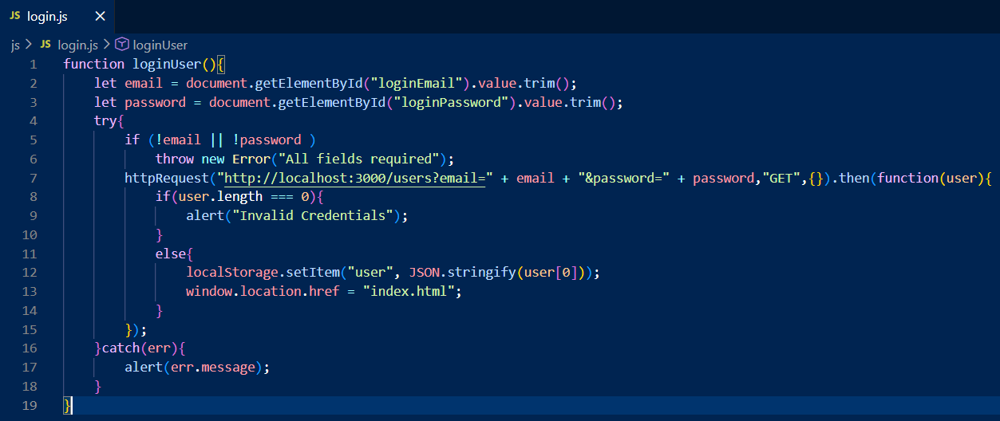 JS login.js ×
js > JS login.js > loginUser
1 function loginUser(){
2 let email = document.getElementById("loginEmail").value.trim();
3 let password = document.getElementById("loginPassword").value.trim();
4 try{
5 if (!email || !password )
6 throw new Error("All fields required");
7 httpRequest("http://localhost:3000/users?email=" + email + "&password=" + password,"GET",{}).then(function(user){
8 if(user.length === 0){
9 alert("Invalid Credentials");
10 }
11 else{
12 localStorage.setItem("user", JSON.stringify(user[0]));
13 window.location.href = "index.html";
14 }
15 });
16 }catch(err){
17 alert(err.message);
18 }
19 }